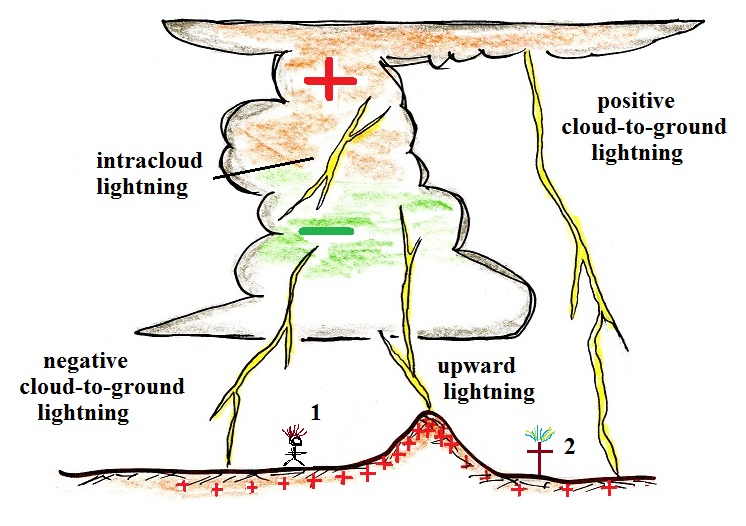 positive
cloud-to-ground
lightning
intracloud
lightning
negative
cloud-to-ground
lightning
upward
lightning
1
2